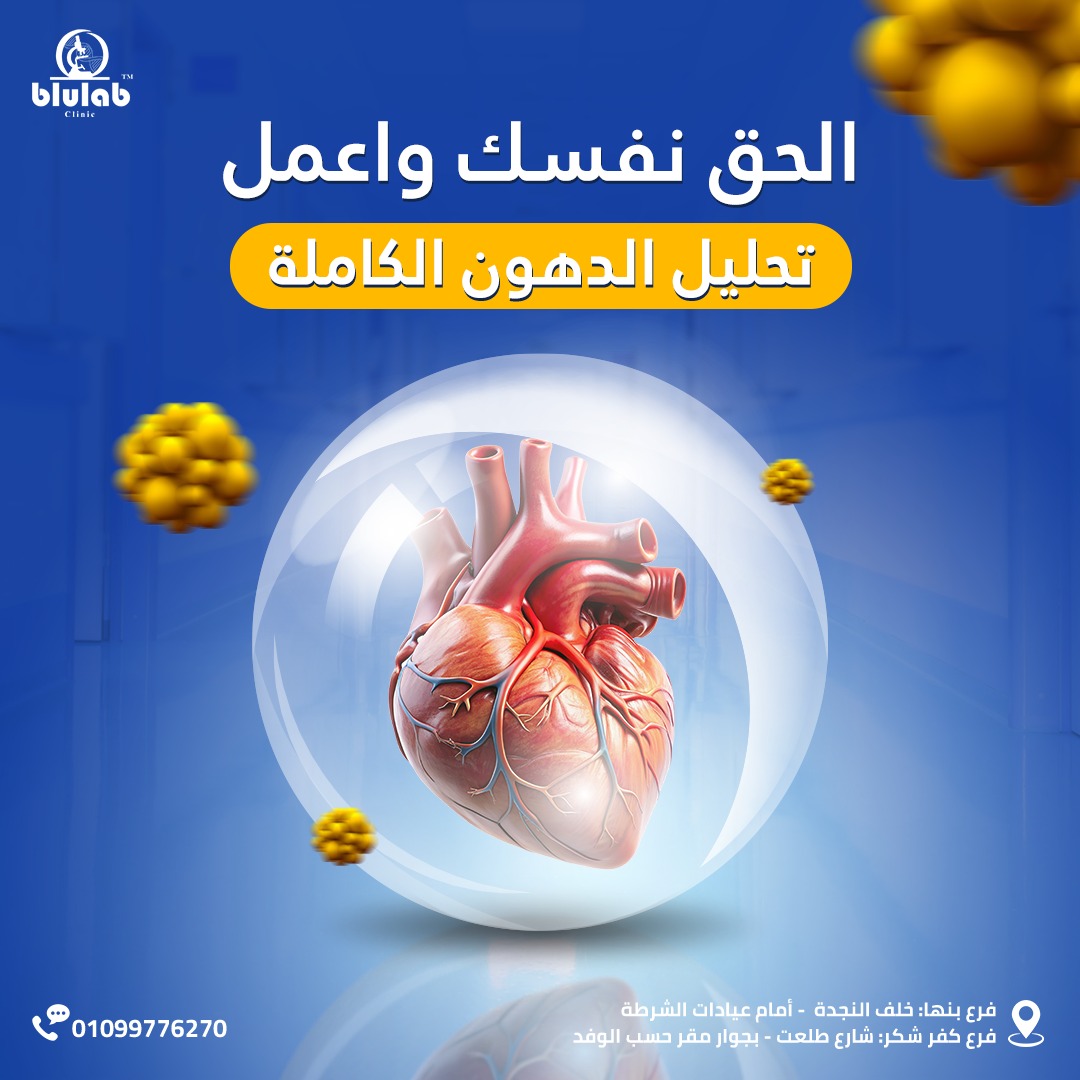 blulab
TM
Clinic
الحق نفسك واعمل
تحليل الدهون الكاملة
فرع بنها: خلف النجدة - أمام عيادات الشرطة
فرع كفر شكر: شارع طلعت - بجوار مقر حسب الوفد
01099776270